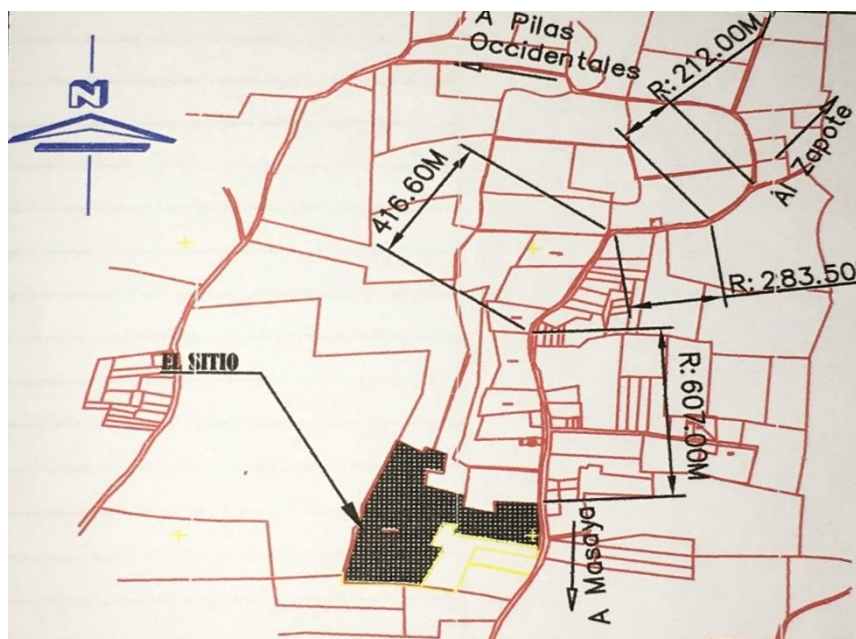 A Pilas
Occidentales
R: 212.00M
Al Zapote
N
416.60M
R: 283.50
EL SITIO
R: 607.00M
A Masaya